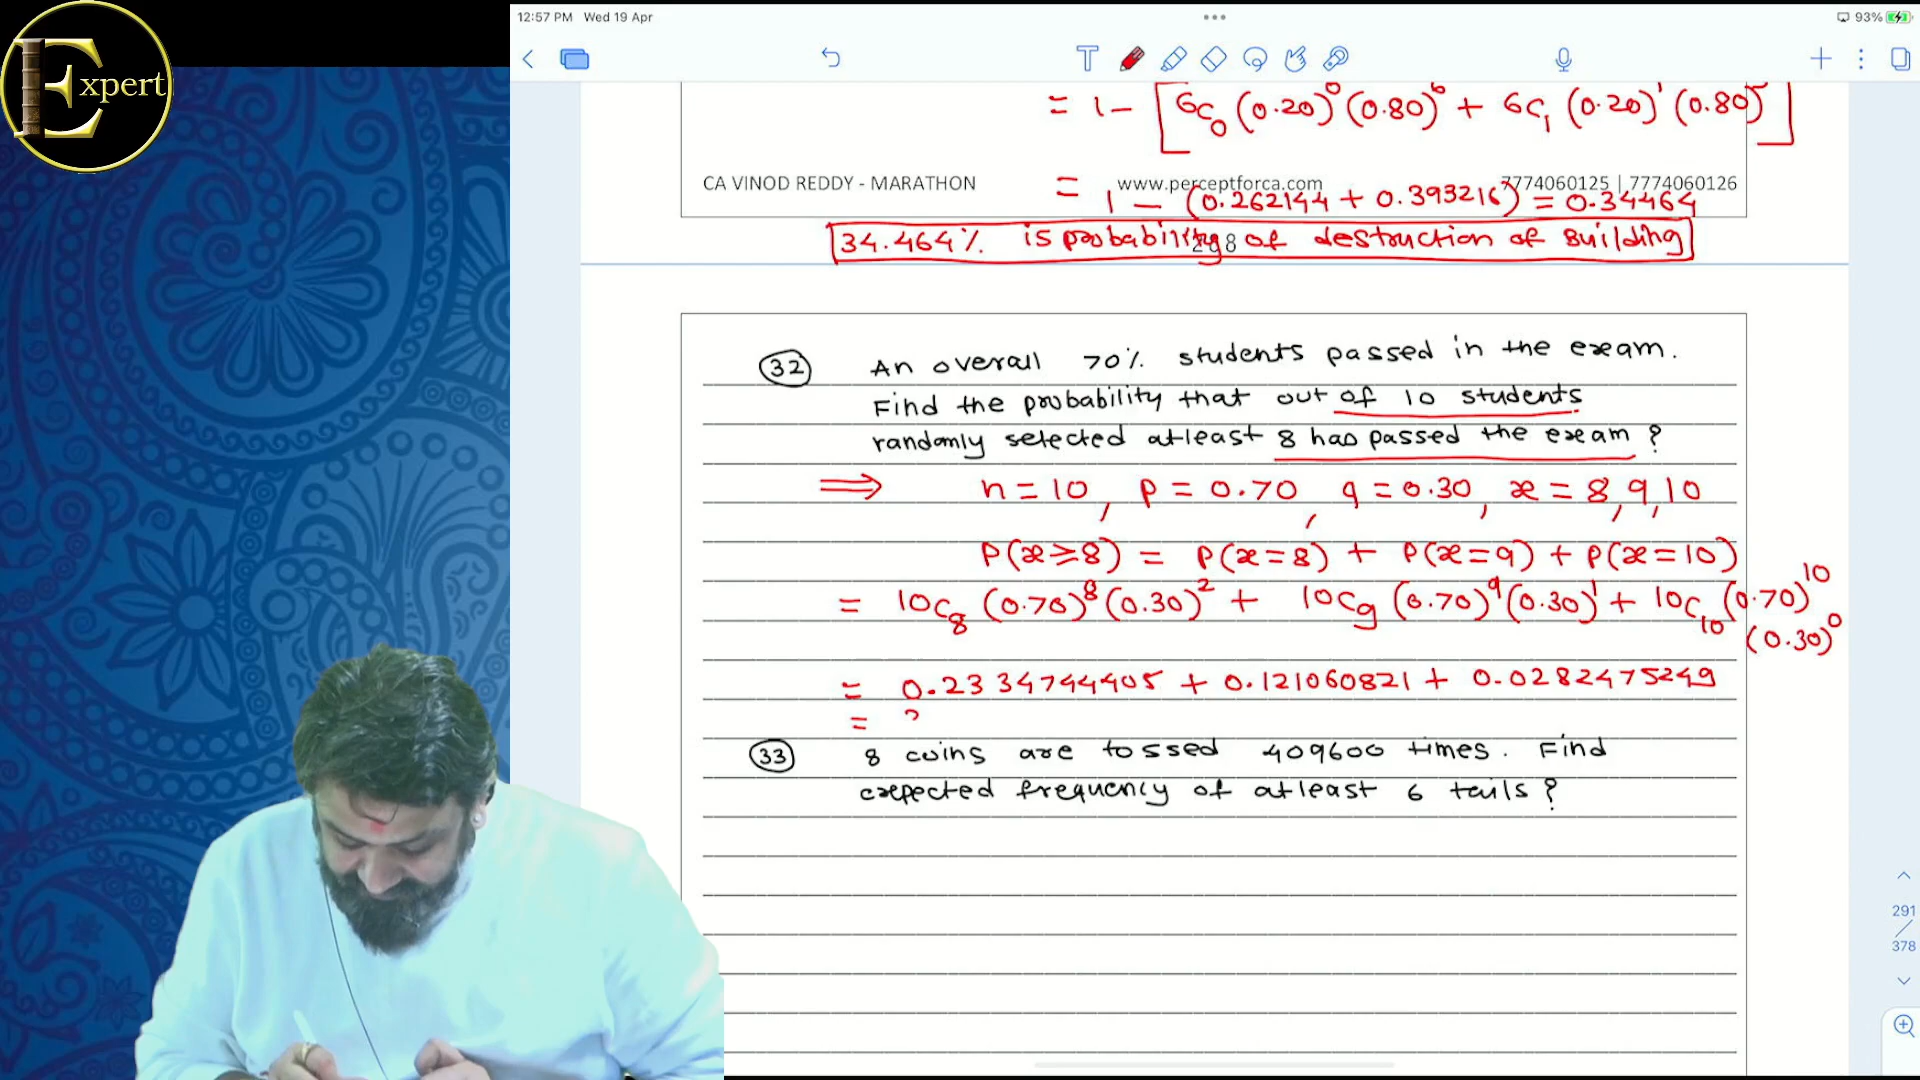 Expert
12:57 PM Wed 19 Apr
93%
= 1 - [6C₀ (0.20)⁰ (0.80)⁶ + 6C₁ (0.20)¹ (0.80)⁵]
CA VINOD REDDY - MARATHON www.perceptforca.com 7774060125 | 7774060126
= 1 - (0.262144 + 0.393216) = 0.34464
34.464% is probability of destruction of Building
32 An overall 70% students passed in the exam.
Find the probability that out of 10 students
randomly selected atleast 8 has passed the exam ?
⇒ n = 10, p = 0.70, q = 0.30, x = 8, 9, 10
P(x≥8) = P(x=8) + P(x=9) + P(x=10)
= 10C₈ (0.70)⁸ (0.30)² + 10C₉ (0.70)⁹ (0.30)¹ + 10C₁₀ (0.70)¹⁰
(0.30)⁰
= 0.2334744405 + 0.121060821 + 0.0282475249
=
33 8 coins are tossed 409600 times. Find
expected frequency of atleast 6 tails ?
291
378